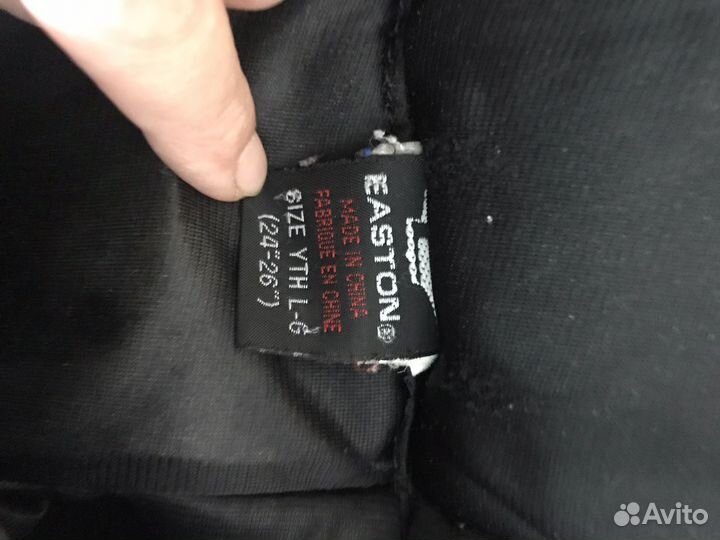 EASTON®
MADE IN CHINA
FABRIQUE EN CHINE
SIZE YTH L-G
(24"-26")
Avito